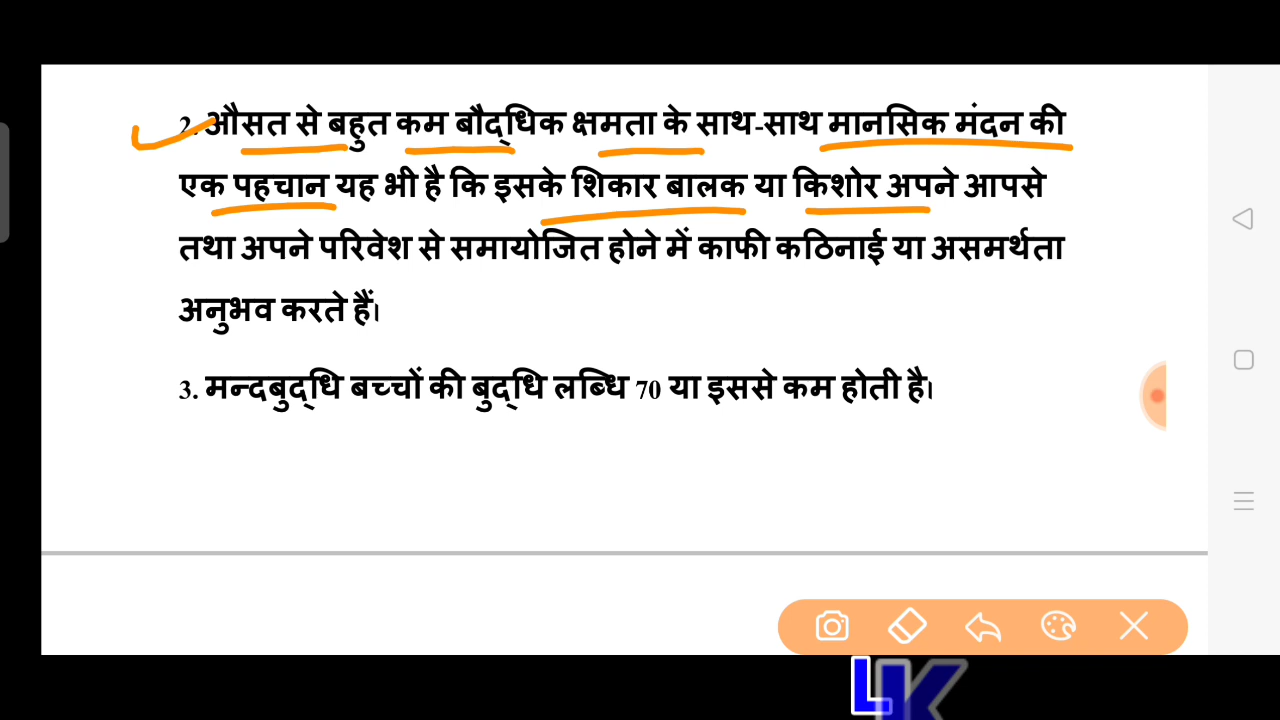 2. औसत से बहुत कम बौद्धिक क्षमता के साथ-साथ मानसिक मंदन की
एक पहचान यह भी है कि इसके शिकार बालक या किशोर अपने आपसे
तथा अपने परिवेश से समायोजित होने में काफी कठिनाई या असमर्थता
अनुभव करते हैं।
3. मन्दबुद्धि बच्चों की बुद्धि लब्धि 70 या इससे कम होती है।
LK